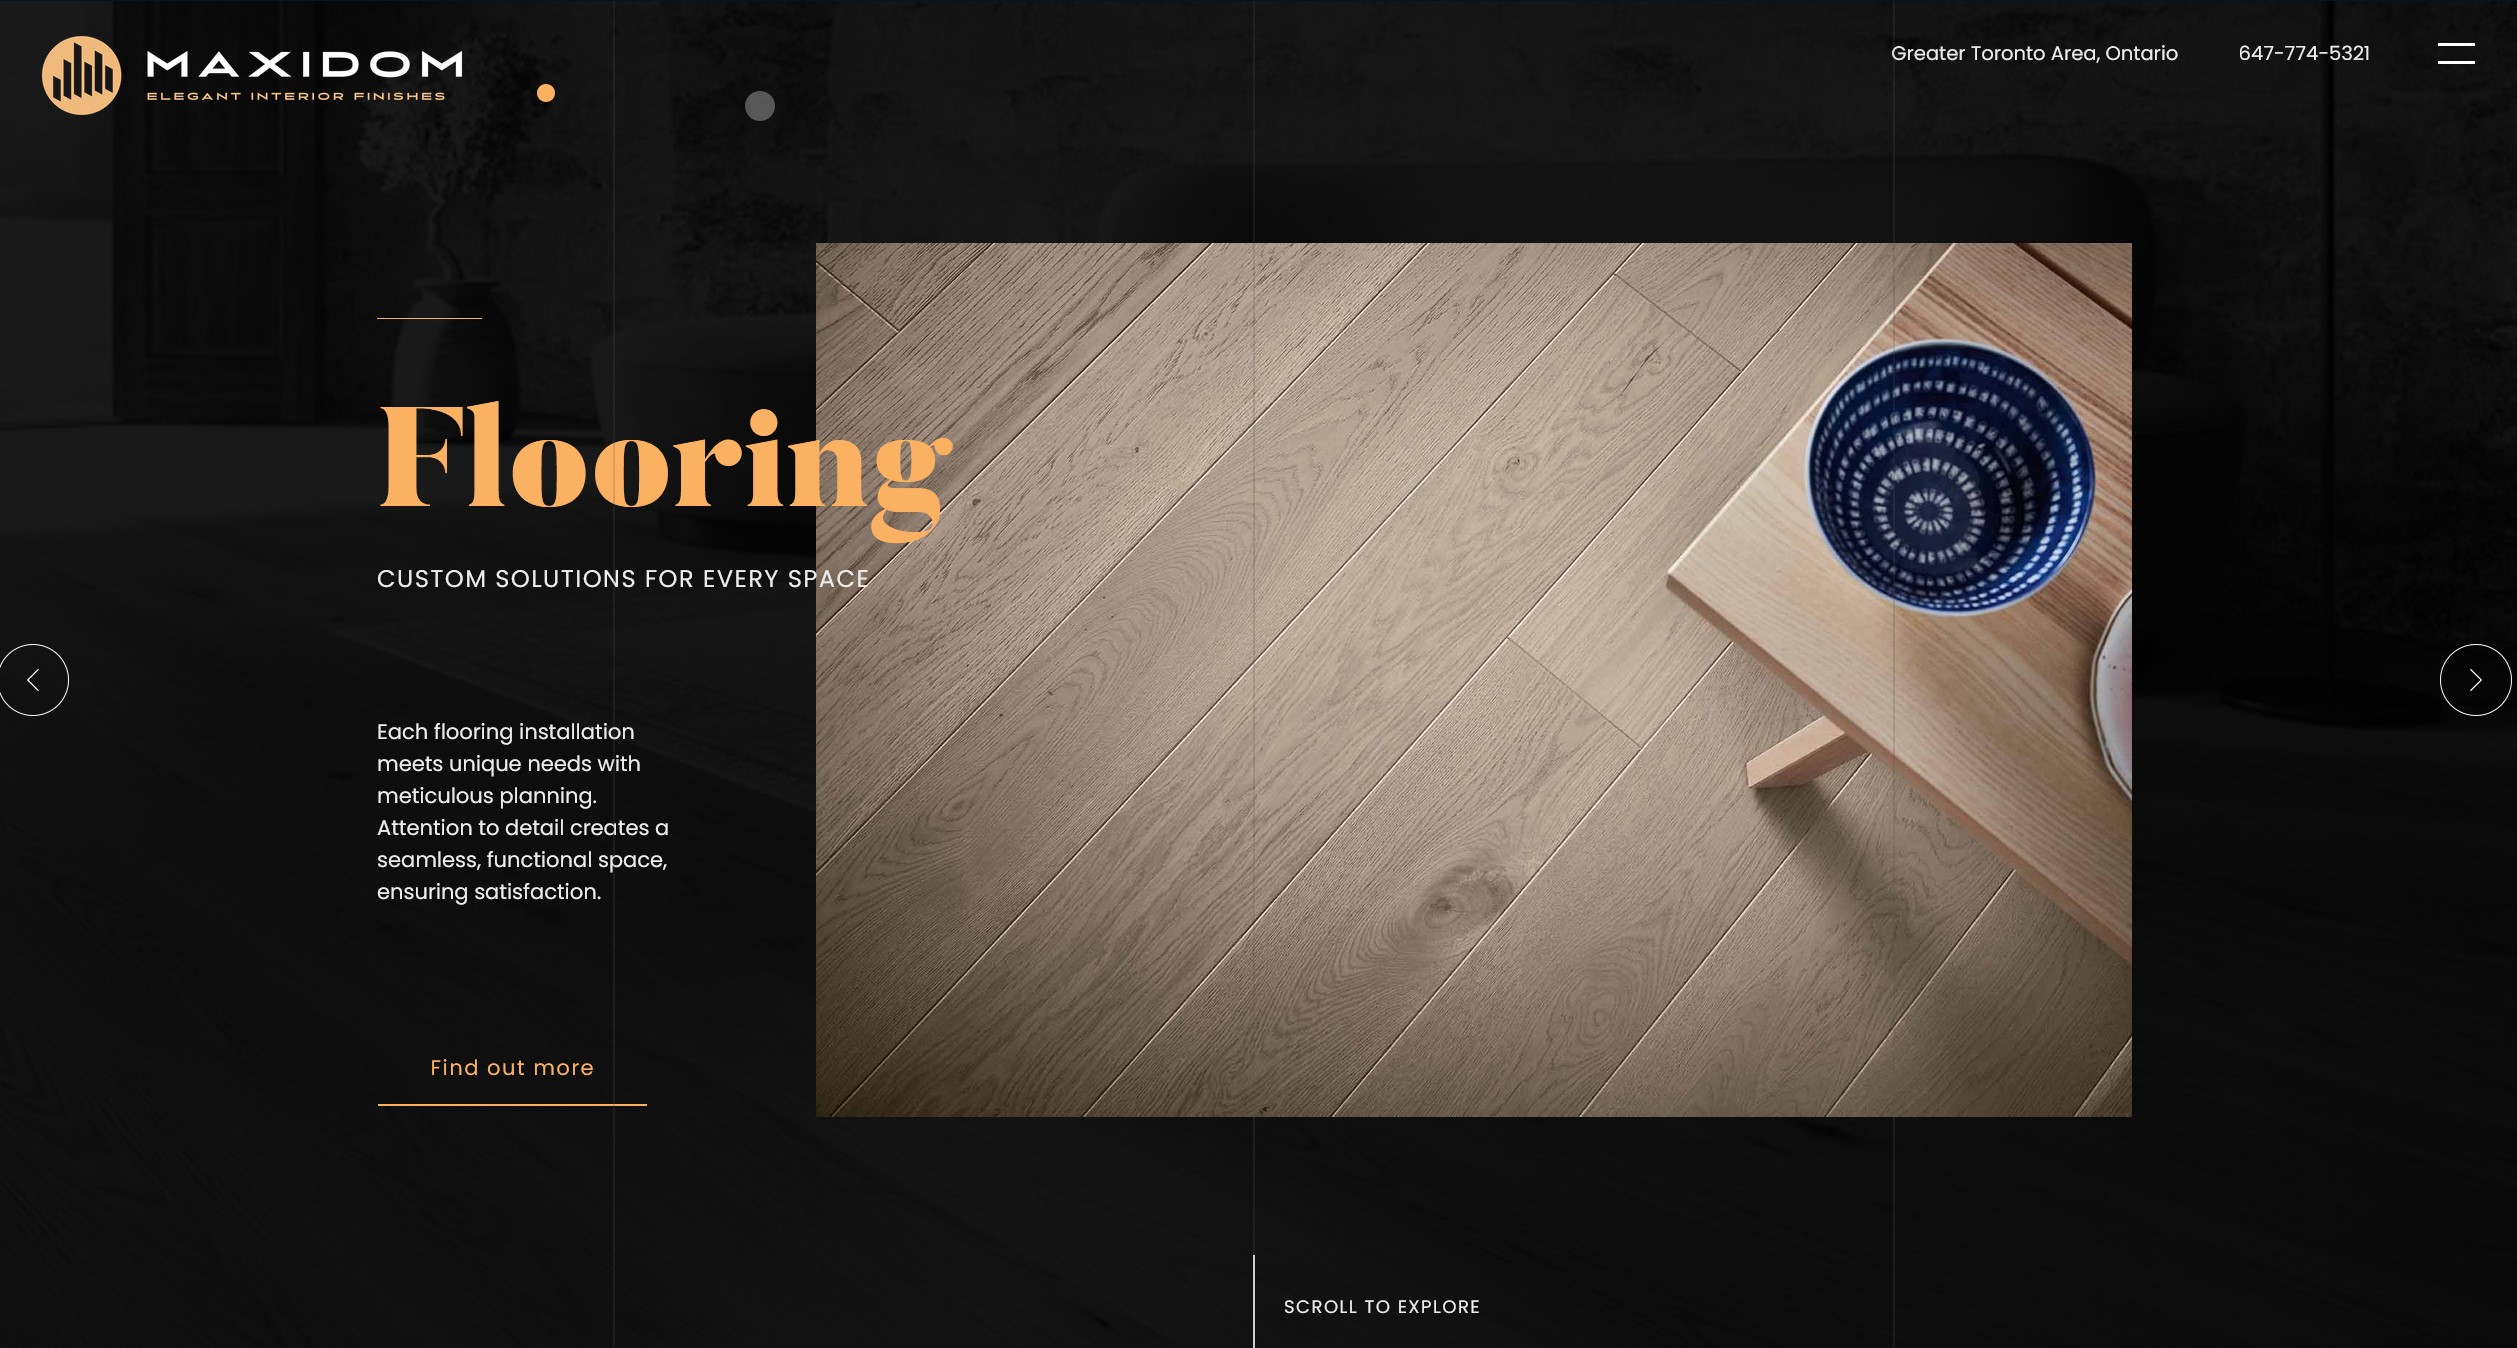 MAXIDOM
ELEGANT INTERIOR FINISHES
Greater Toronto Area, Ontario
647-774-5321
Flooring
CUSTOM SOLUTIONS FOR EVERY SPACE
Each flooring installation
meets unique needs with
meticulous planning.
Attention to detail creates a
seamless, functional space,
ensuring satisfaction.
Find out more
SCROLL TO EXPLORE